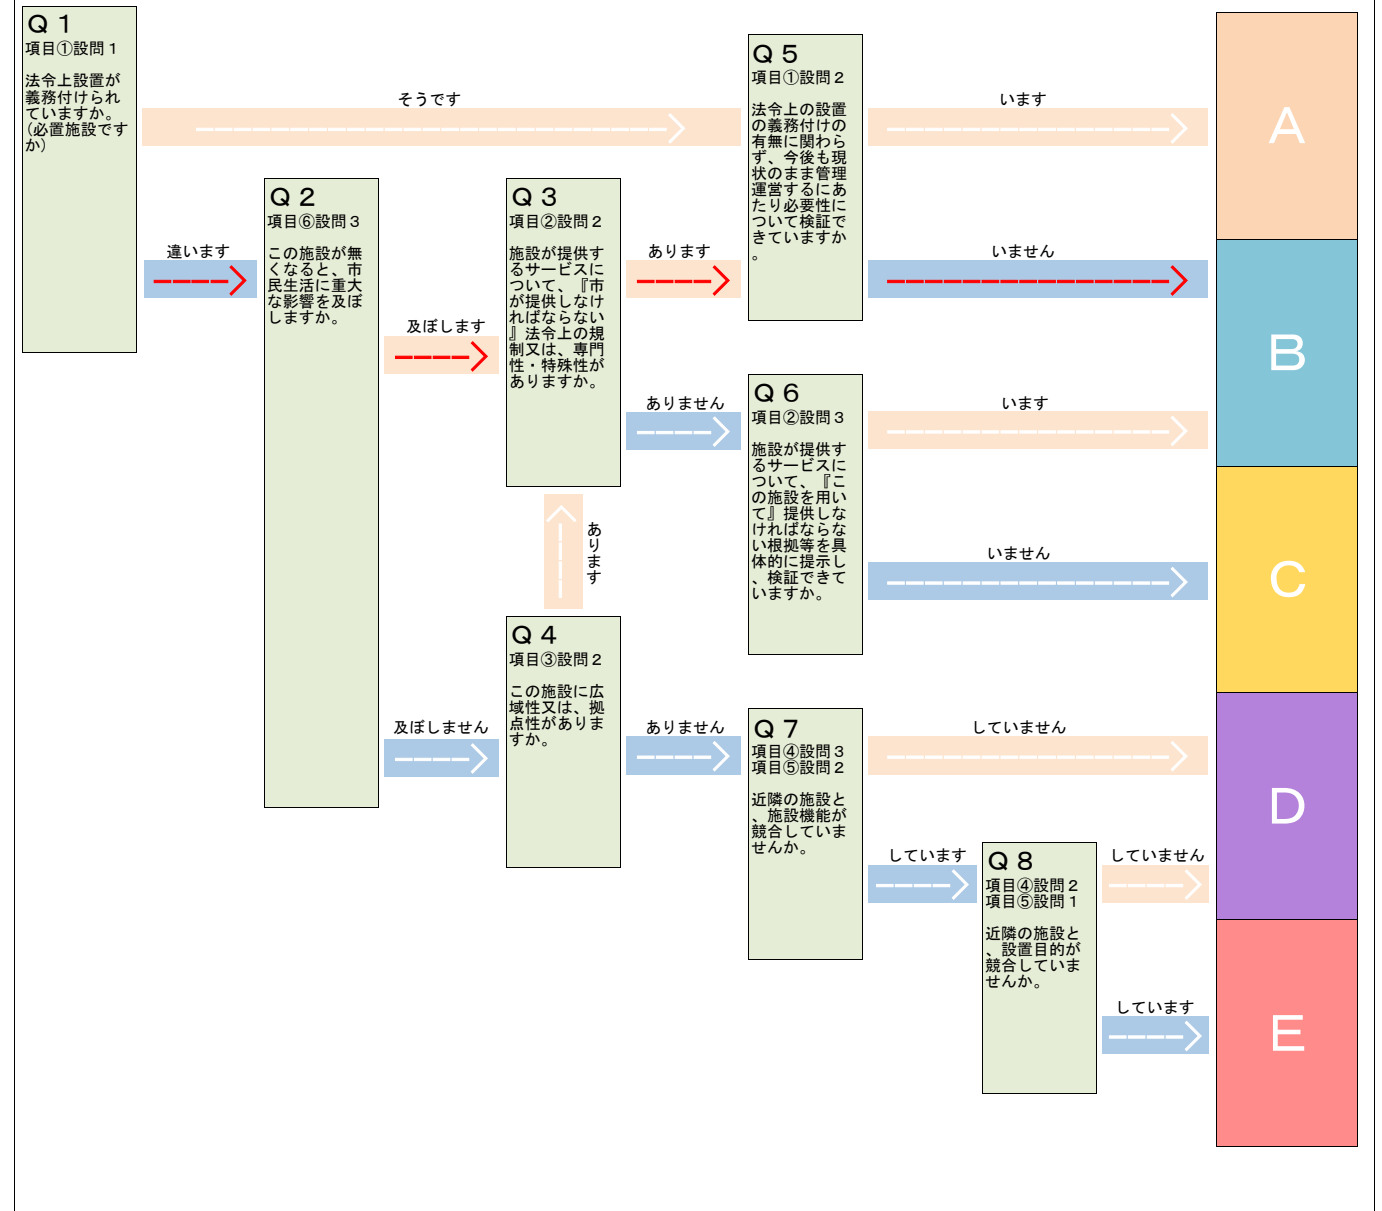 Ｑ１
項目①設問１
法令上設置が
義務付けられ
ていますか。
(必置施設です
か)
そうです
違います
Ｑ２
項目⑥設問３
この施設が無
くなると、市
民生活に重大
な影響を及ぼ
しますか。
及ぼします
及ぼしません
Ｑ３
項目②設問２
施設が提供す
るサービスに
ついて、『市
が提供しなけ
ればならない
』法令上の規
制又は、専門
性・特殊性が
ありますか。
あります
ありません
あります
Ｑ４
項目③設問２
この施設に広
域性又は、拠
点性がありま
すか。
ありません
Ｑ５
項目①設問２
法令上の設置
の義務付けの
有無に関わら
ず、今後も現
状のまま管理
運営するにあ
たり必要性に
ついて検証で
きていますか
。
います
いません
Ｑ６
項目②設問３
施設が提供す
るサービスに
ついて、『こ
の施設を用い
て』提供しな
ければならな
い根拠等を具
体的に提示し
、検証できて
いますか。
います
いません
Ｑ７
項目④設問３
項目⑤設問２
近隣の施設と
、施設機能が
競合していま
せんか。
していません
しています
Ｑ８
項目④設問２
項目⑤設問１
近隣の施設と
、設置目的が
競合していま
せんか。
していません
しています
Ａ
Ｂ
Ｃ
Ｄ
Ｅ